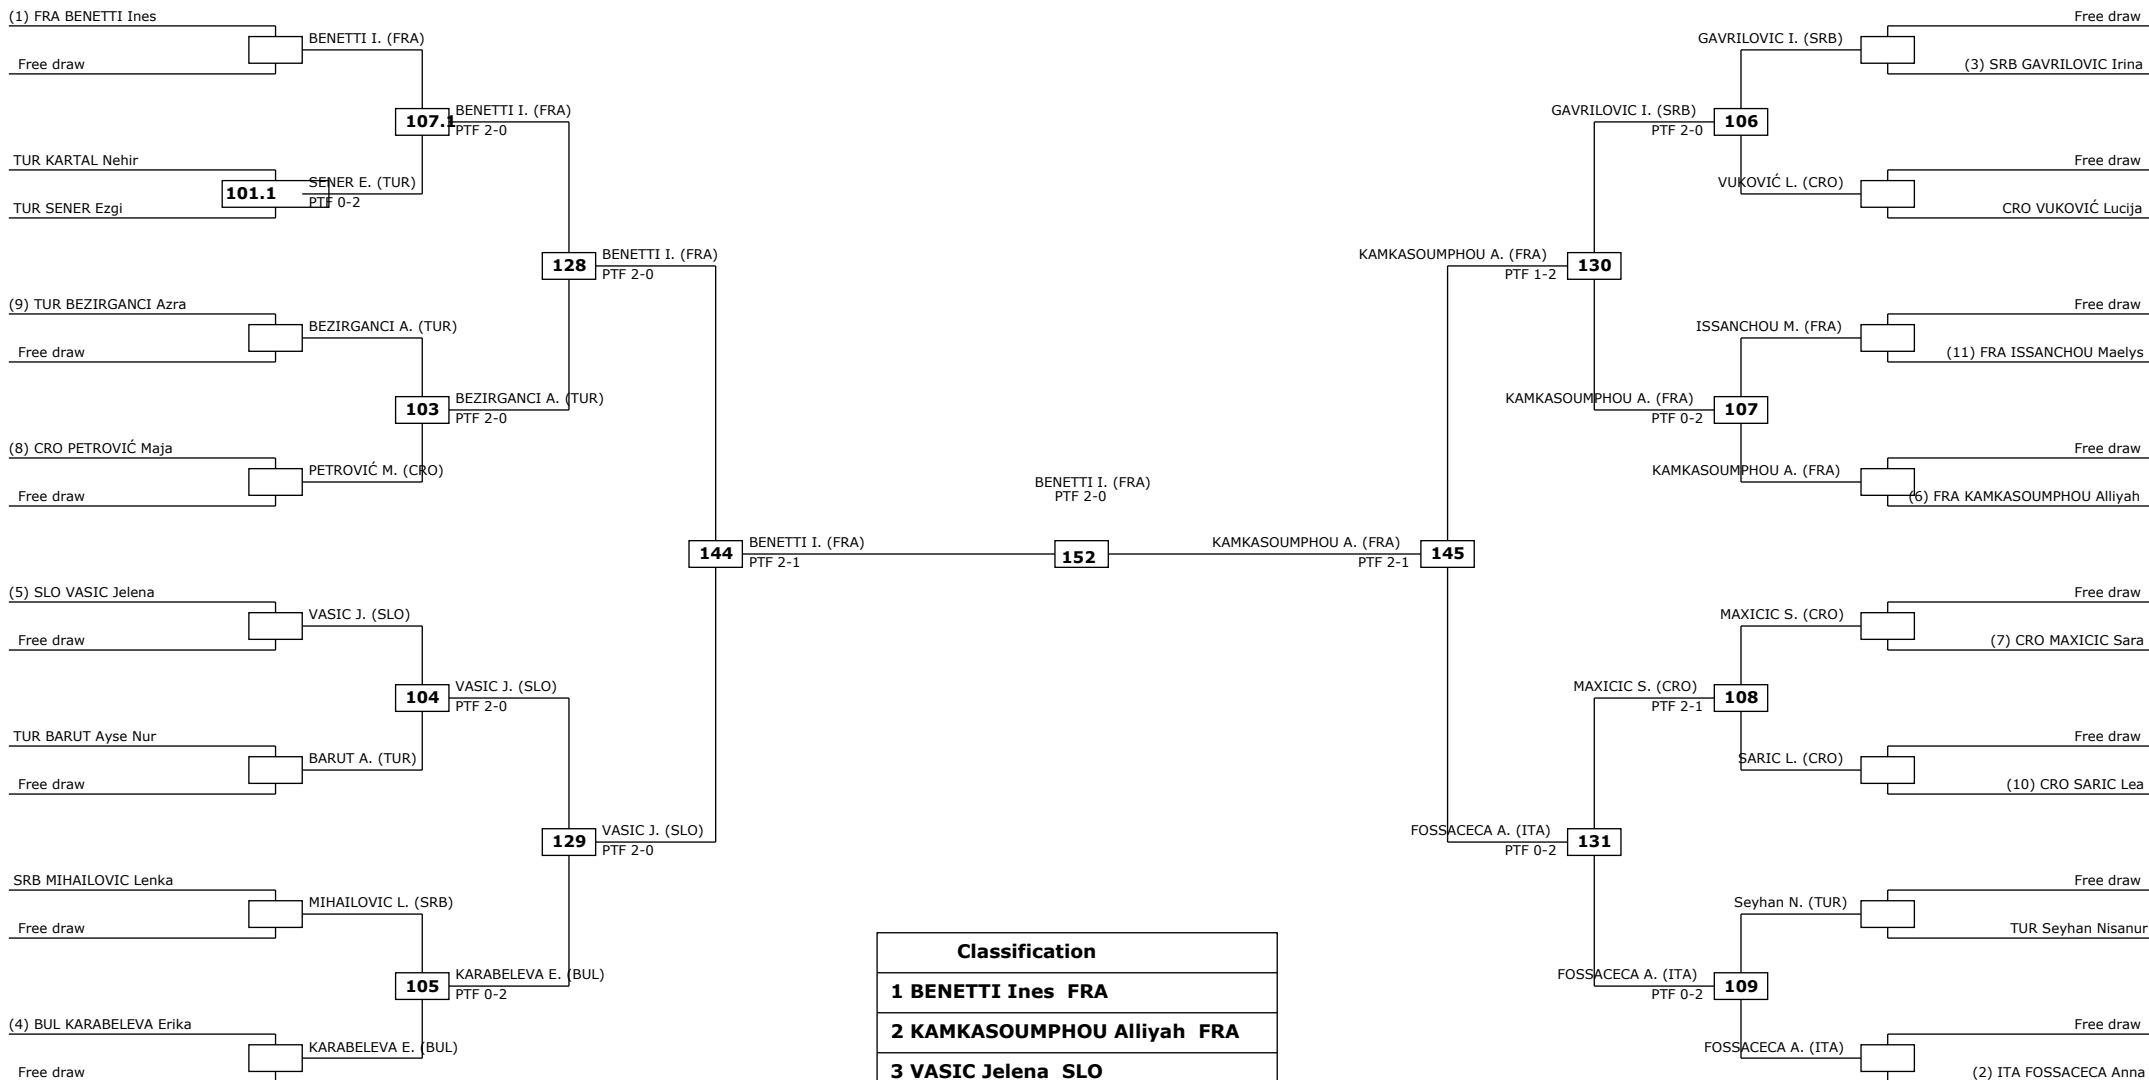 (1) FRA BENETTI Ines
Free draw
BENETTI I. (FRA)
TUR KARTAL Nehir
TUR SENER Ezgi
101.1
SENER E. (TUR)
PTF 0-2
107.1
BENETTI I. (FRA)
PTF 2-0
(9) TUR BEZIRGANCI Azra
Free draw
BEZIRGANCI A. (TUR)
(8) CRO PETROVIĆ Maja
Free draw
PETROVIĆ M. (CRO)
103
BEZIRGANCI A. (TUR)
PTF 2-0
128
BENETTI I. (FRA)
PTF 2-0
(5) SLO VASIC Jelena
Free draw
VASIC J. (SLO)
TUR BARUT Ayse Nur
Free draw
BARUT A. (TUR)
104
VASIC J. (SLO)
PTF 2-0
SRB MIHAILOVIC Lenka
Free draw
MIHAILOVIC L. (SRB)
(4) BUL KARABELEVA Erika
Free draw
KARABELEVA E. (BUL)
105
KARABELEVA E. (BUL)
PTF 0-2
129
VASIC J. (SLO)
PTF 2-0
144
BENETTI I. (FRA)
PTF 2-1
BENETTI I. (FRA)
PTF 2-0
152
KAMKASOUMPHOU A. (FRA)
PTF 2-1
145
KAMKASOUMPHOU A. (FRA)
PTF 1-2
130
GAVRILOVIC I. (SRB)
PTF 2-0
106
GAVRILOVIC I. (SRB)
Free draw
(3) SRB GAVRILOVIC Irina
VUKOVIĆ L. (CRO)
Free draw
CRO VUKOVIĆ Lucija
KAMKASOUMPHOU A. (FRA)
PTF 0-2
107
ISSANCHOU M. (FRA)
Free draw
(11) FRA ISSANCHOU Maelys
KAMKASOUMPHOU A. (FRA)
Free draw
(6) FRA KAMKASOUMPHOU Alliyah
FOSSACECA A. (ITA)
PTF 0-2
131
MAXICIC S. (CRO)
PTF 2-1
108
MAXICIC S. (CRO)
Free draw
(7) CRO MAXICIC Sara
SARIC L. (CRO)
Free draw
(10) CRO SARIC Lea
FOSSACECA A. (ITA)
PTF 0-2
109
Seyhan N. (TUR)
Free draw
TUR Seyhan Nisanur
FOSSACECA A. (ITA)
Free draw
(2) ITA FOSSACECA Anna
Classification
1 BENETTI Ines FRA
2 KAMKASOUMPHOU Alliyah FRA
3 VASIC Jelena SLO